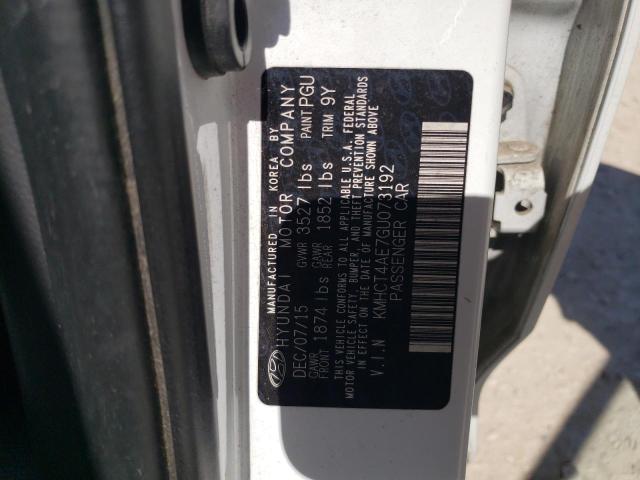 MANUFACTURED IN KOREA BY
HYUNDAI MOTOR COMPANY
DEC/07/15 GVWR 3527 lbs PAINT PGU
GAWR FRONT 1874 lbs GAWR REAR 1852 lbs TRIM 9Y
THIS VEHICLE CONFORMS TO ALL APPLICABLE U.S.A. FEDERAL
MOTOR VEHICLE SAFETY, BUMPER, AND THEFT PREVENTION STANDARDS
IN EFFECT ON THE DATE OF MANUFACTURE SHOWN ABOVE
V.I.N KMHCT4AE7GU073192
PASSENGER CAR